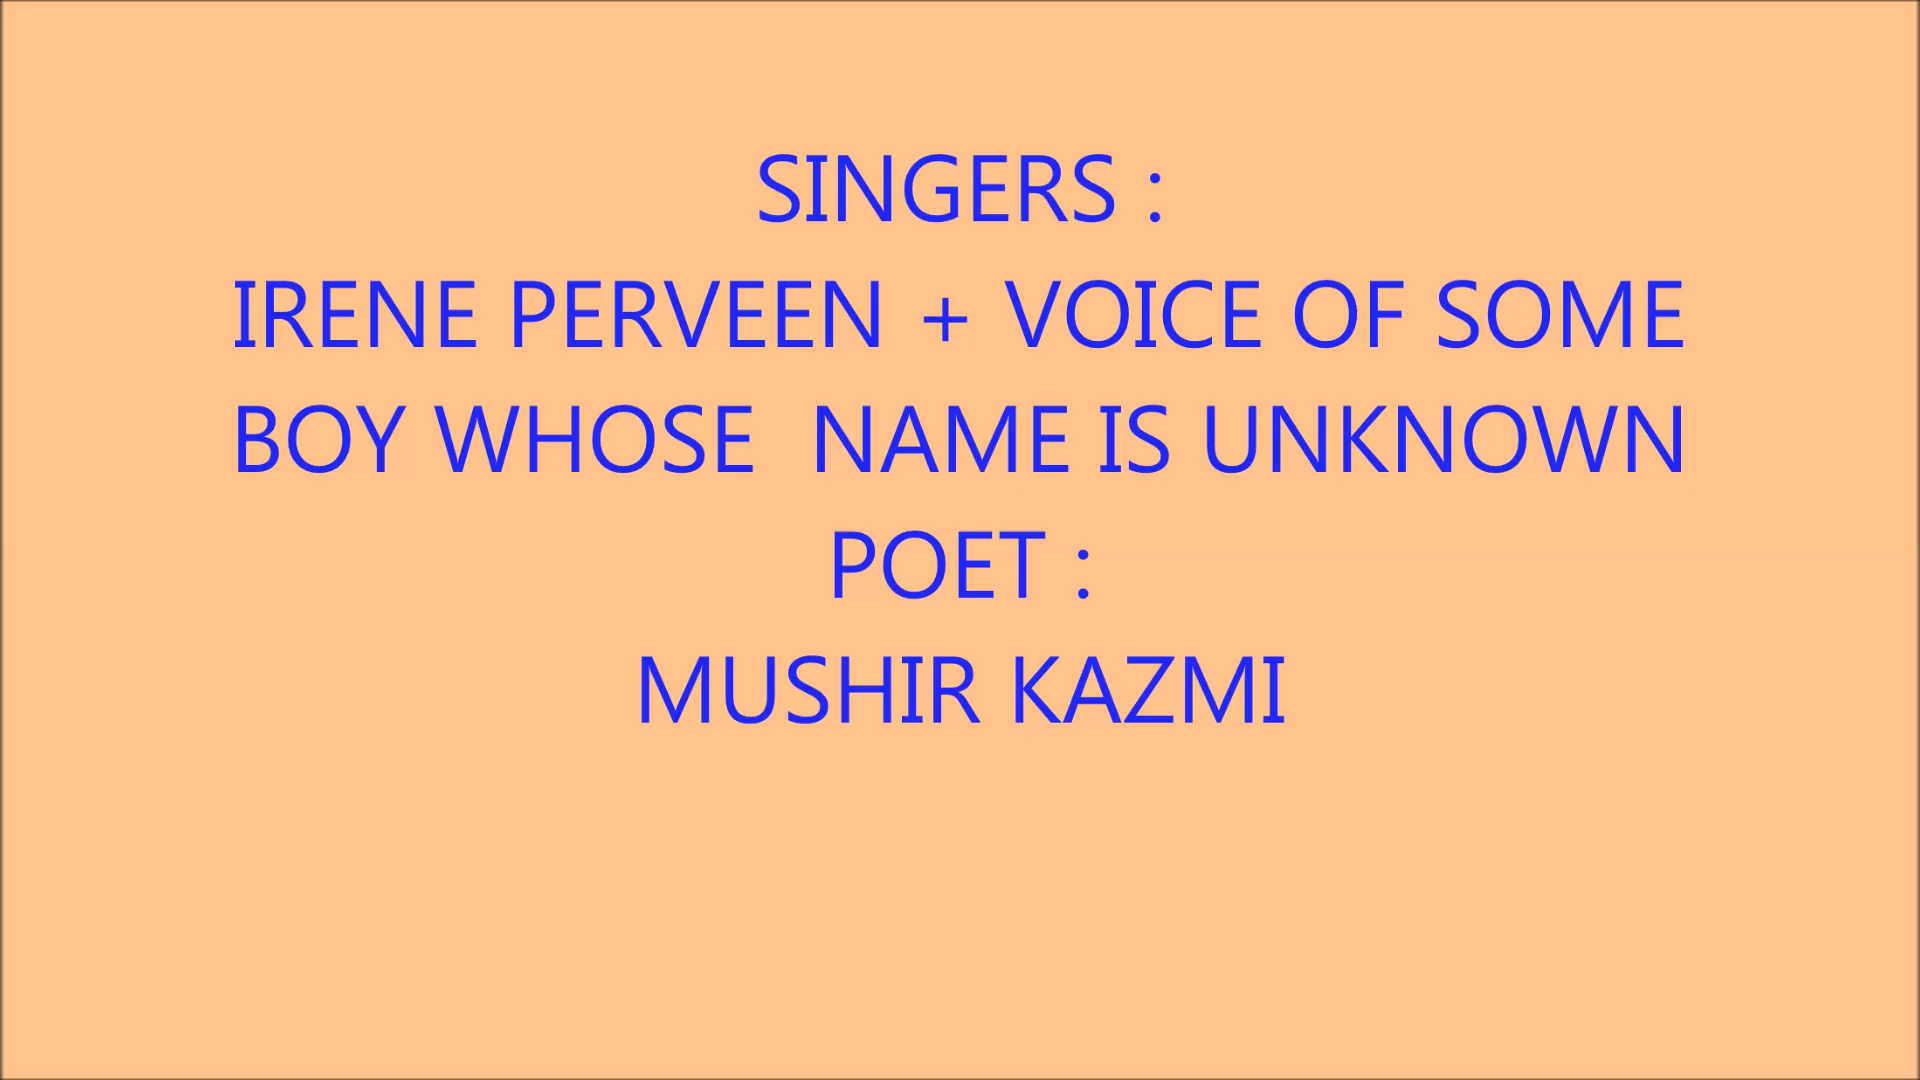 SINGERS :
IRENE PERVEEN + VOICE OF SOME
BOY WHOSE  NAME IS UNKNOWN
POET :
MUSHIR KAZMI